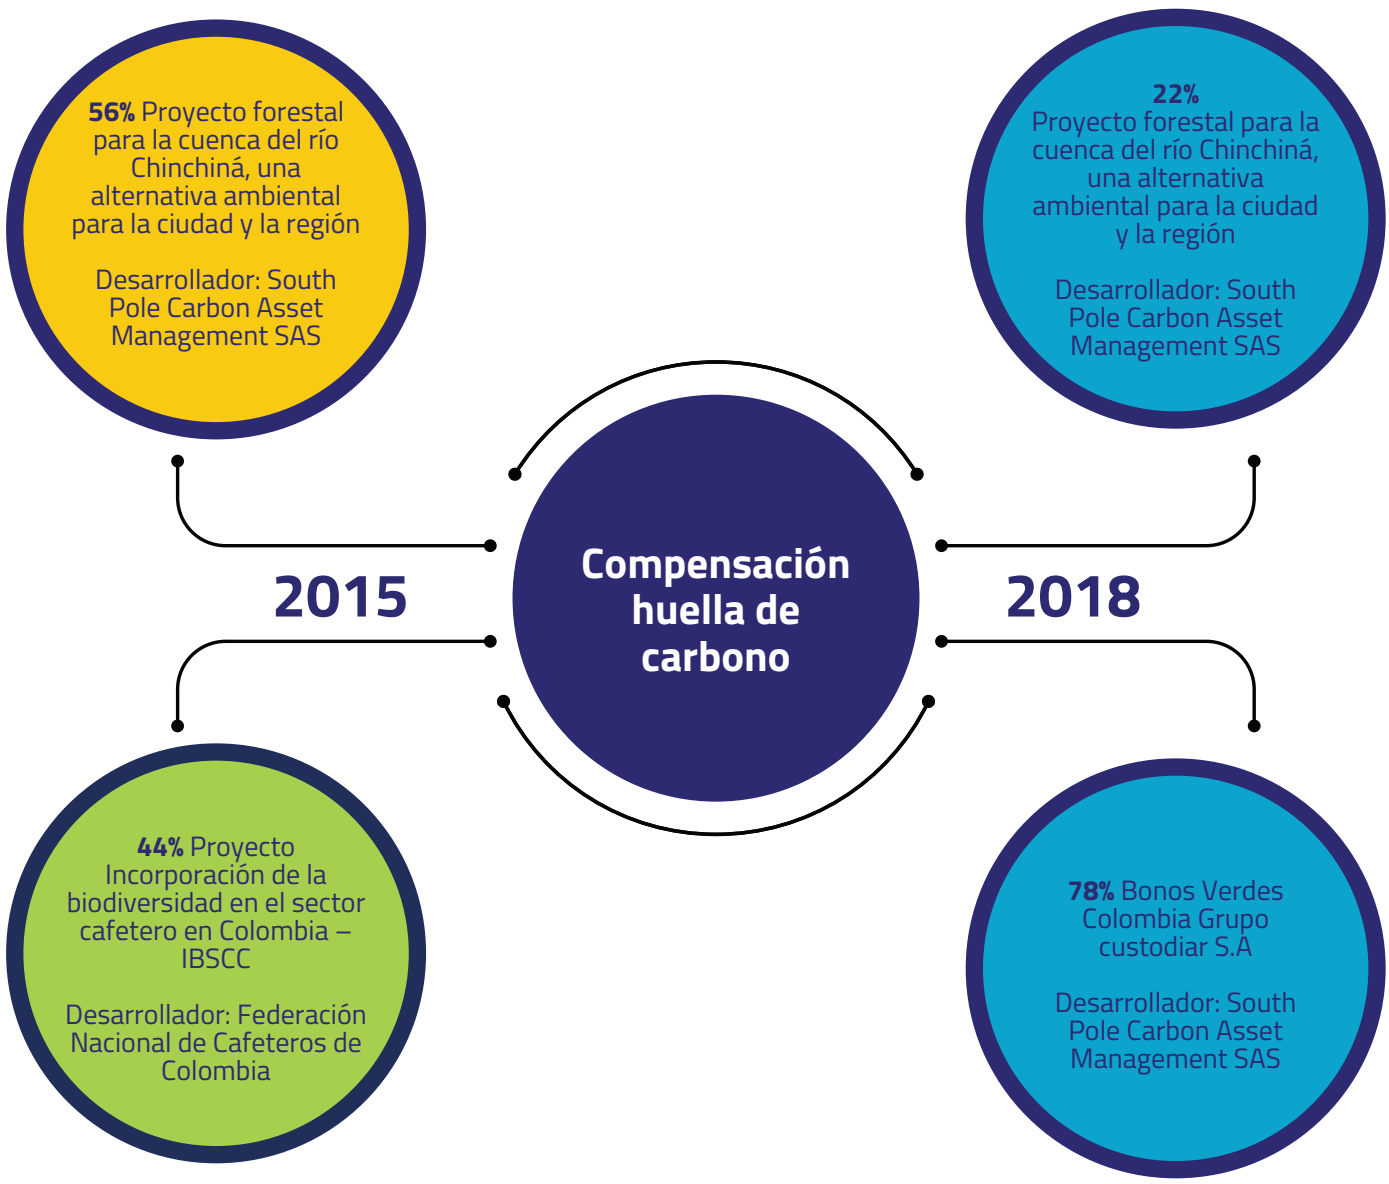 56% Proyecto forestal
para la cuenca del río
Chinchiná, una
alternativa ambiental
para la ciudad y la región
Desarrollador: South
Pole Carbon Asset
Management SAS
22%
Proyecto forestal para la
cuenca del río Chinchiná,
una alternativa
ambiental para la ciudad
y la región
Desarrollador: South
Pole Carbon Asset
Management SAS
2015
Compensación
huella de
carbono
2018
44% Proyecto
Incorporación de la
biodiversidad en el sector
cafetero en Colombia –
IBSCC
Desarrollador: Federación
Nacional de Cafeteros de
Colombia
78% Bonos Verdes
Colombia Grupo
custodiar S.A
Desarrollador: South
Pole Carbon Asset
Management SAS